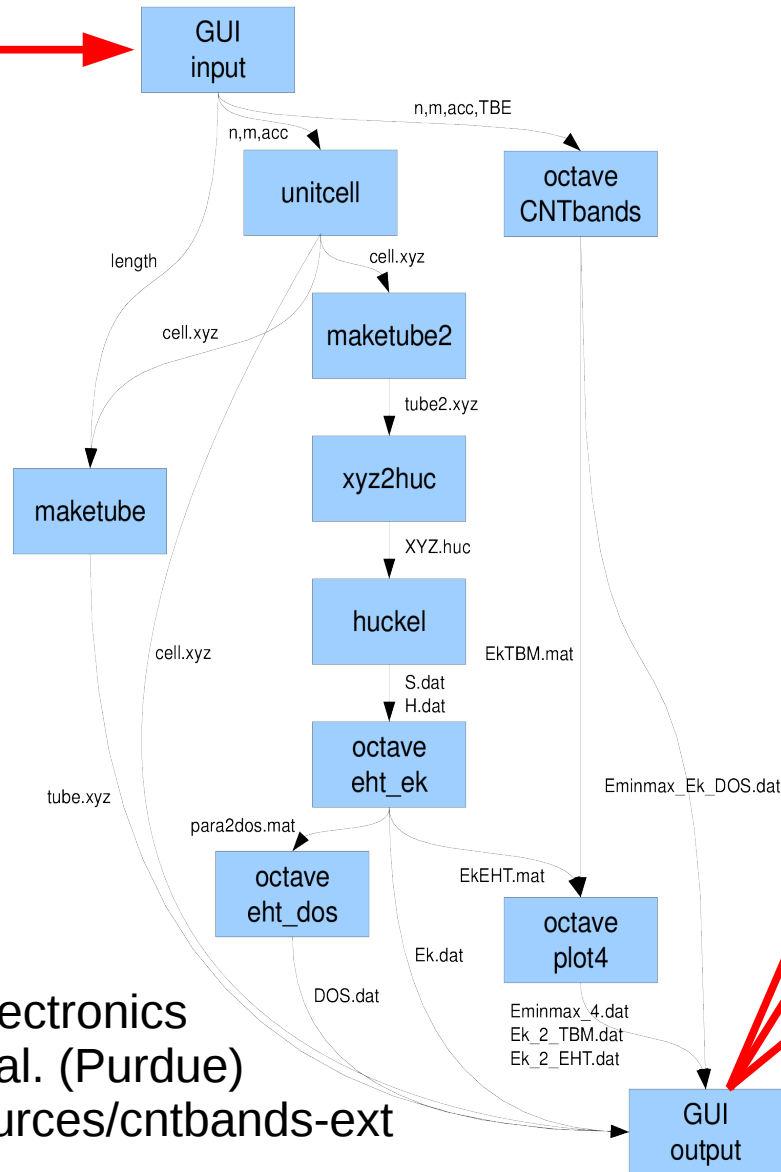 GUI
input
n,m,acc,TBE
n,m,acc
unitcell
octave
CNTbands
length
cell.xyz
cell.xyz
maketube2
tube2.xyz
maketube
xyz2huc
XYZ.huc
huckel
cell.xyz
EkTBM.mat
S.dat
H.dat
octave
eht_ek
tube.xyz
Eminmax_Ek_DOS.dat
para2dos.mat
octave
eht_dos
EkEHT.mat
octave
plot4
Ek.dat
DOS.dat
Eminmax_4.dat
Ek_2_TBM.dat
Ek_2_EHT.dat
ectronics
al. (Purdue)
urces/cntbands-ext
GUI
output